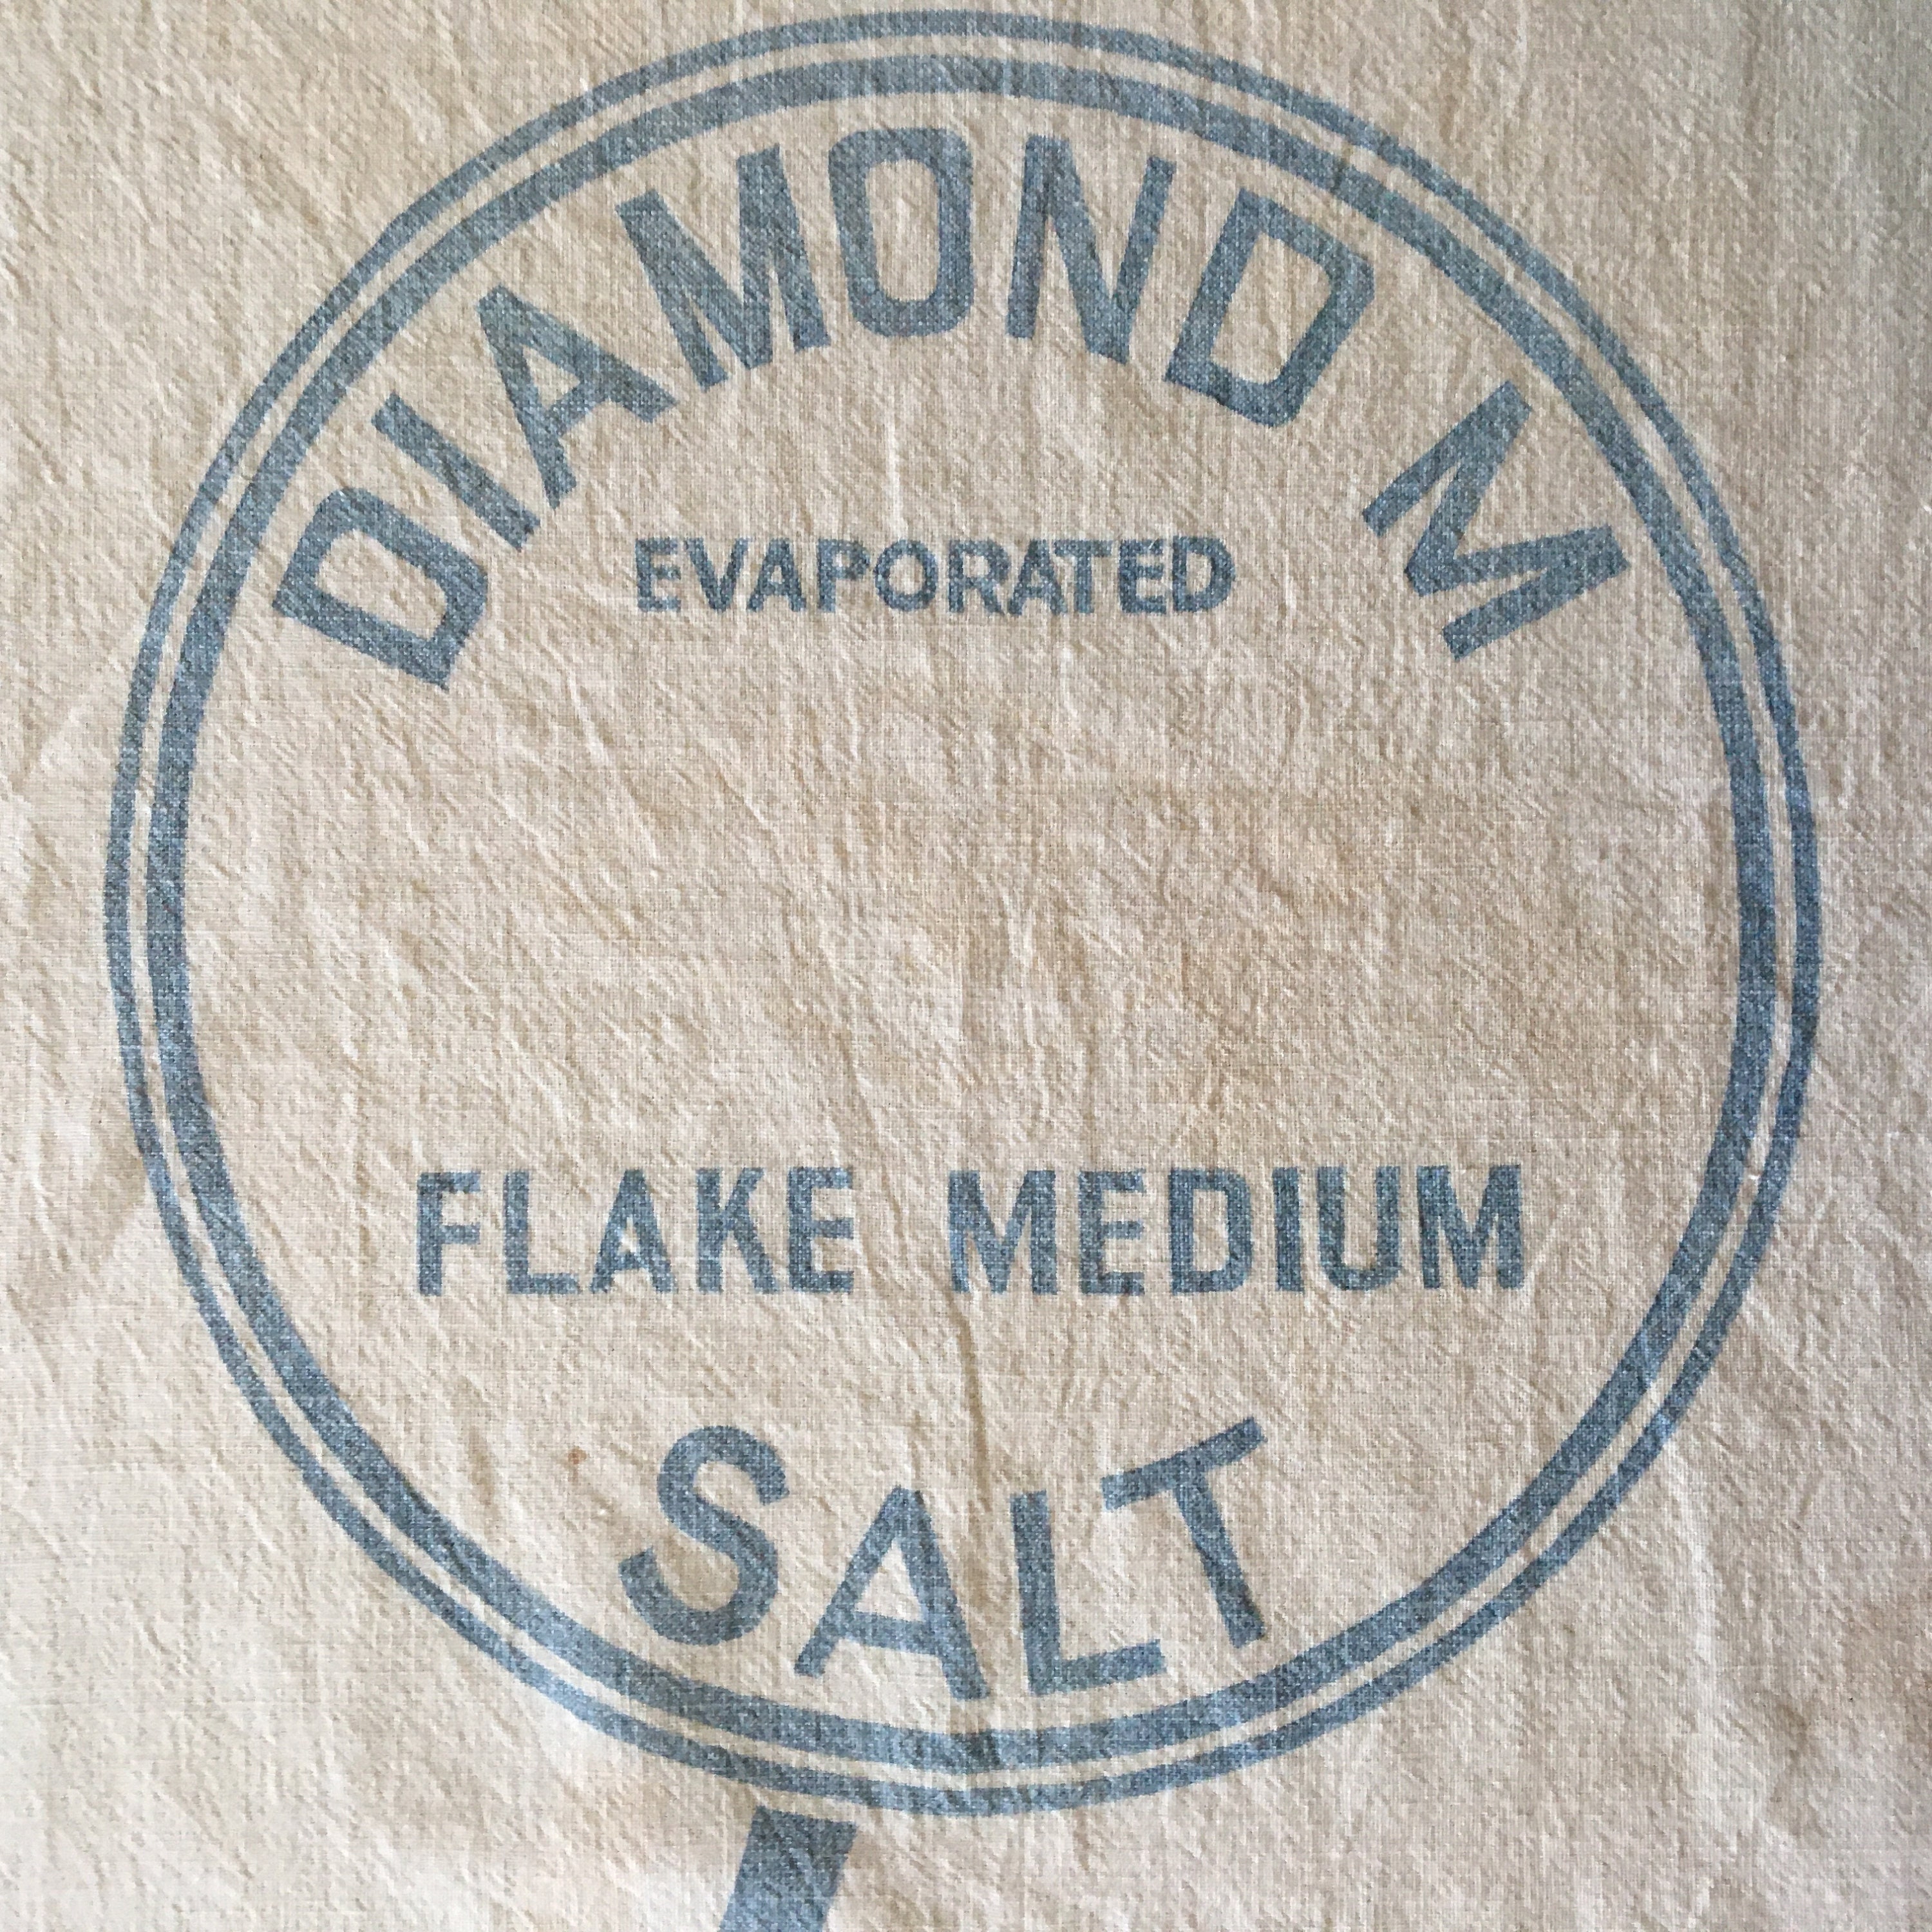 DIAMOND M
EVAPORATED
FLAKE MEDIUM
SALT